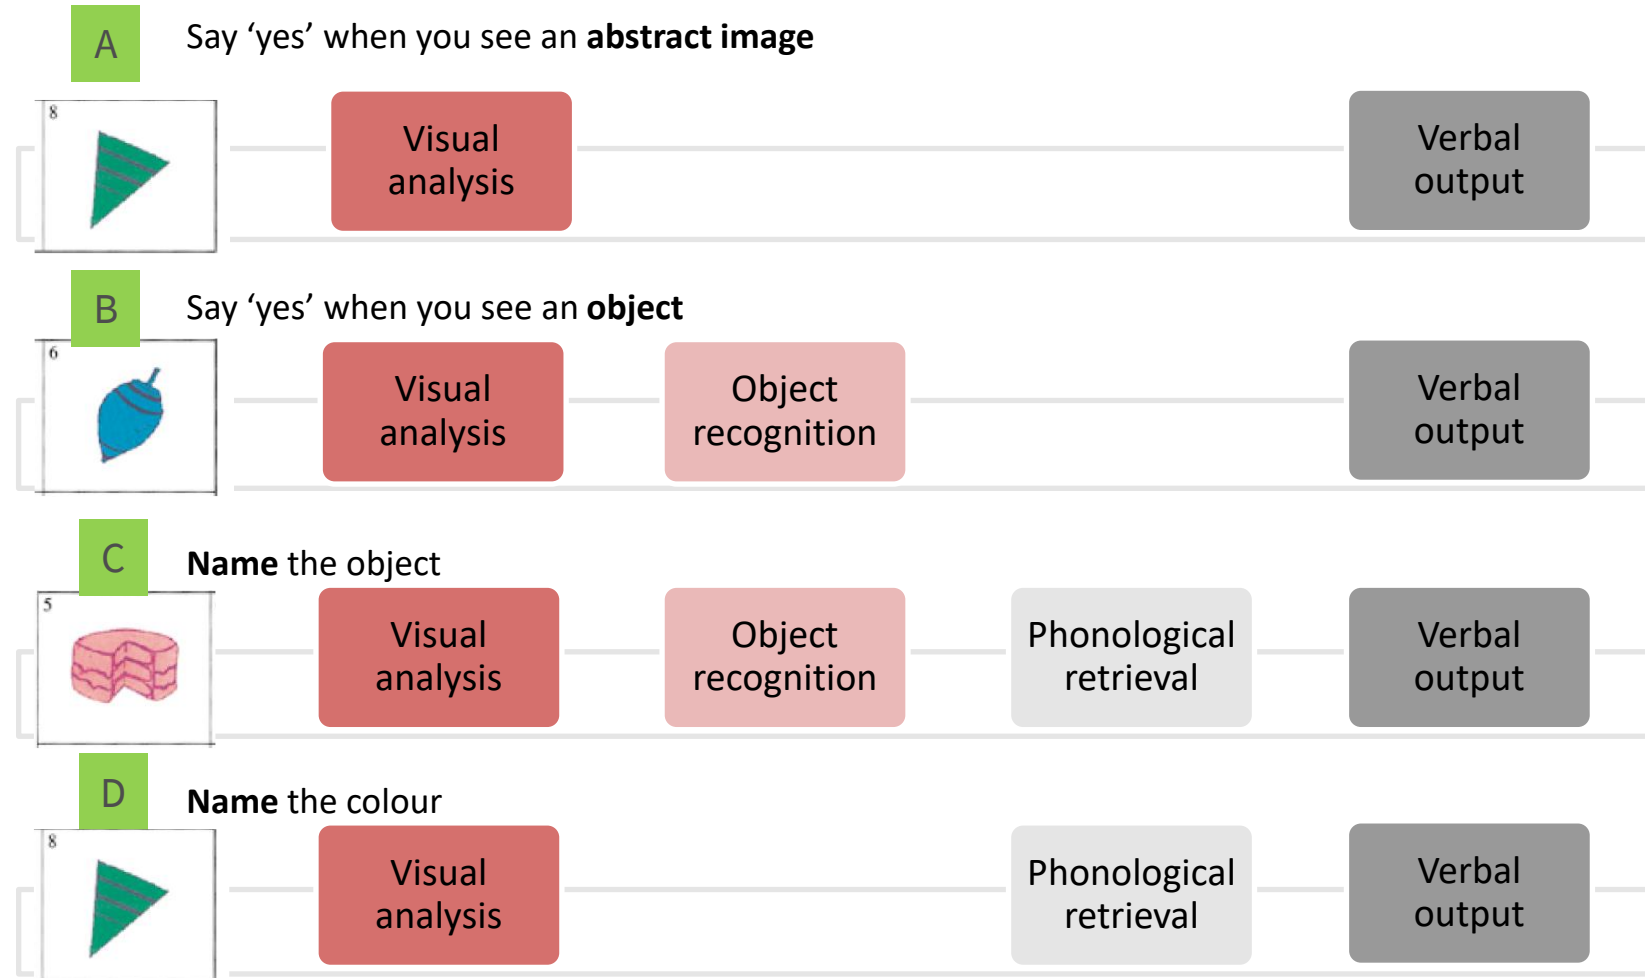 A
Say ‘yes’ when you see an abstract image
8
Visual
analysis
Verbal
output
B
Say ‘yes’ when you see an object
6
Visual
analysis
Object
recognition
Verbal
output
C
Name the object
5
Visual
analysis
Object
recognition
Phonological
retrieval
Verbal
output
D
Name the colour
8
Visual
analysis
Phonological
retrieval
Verbal
output